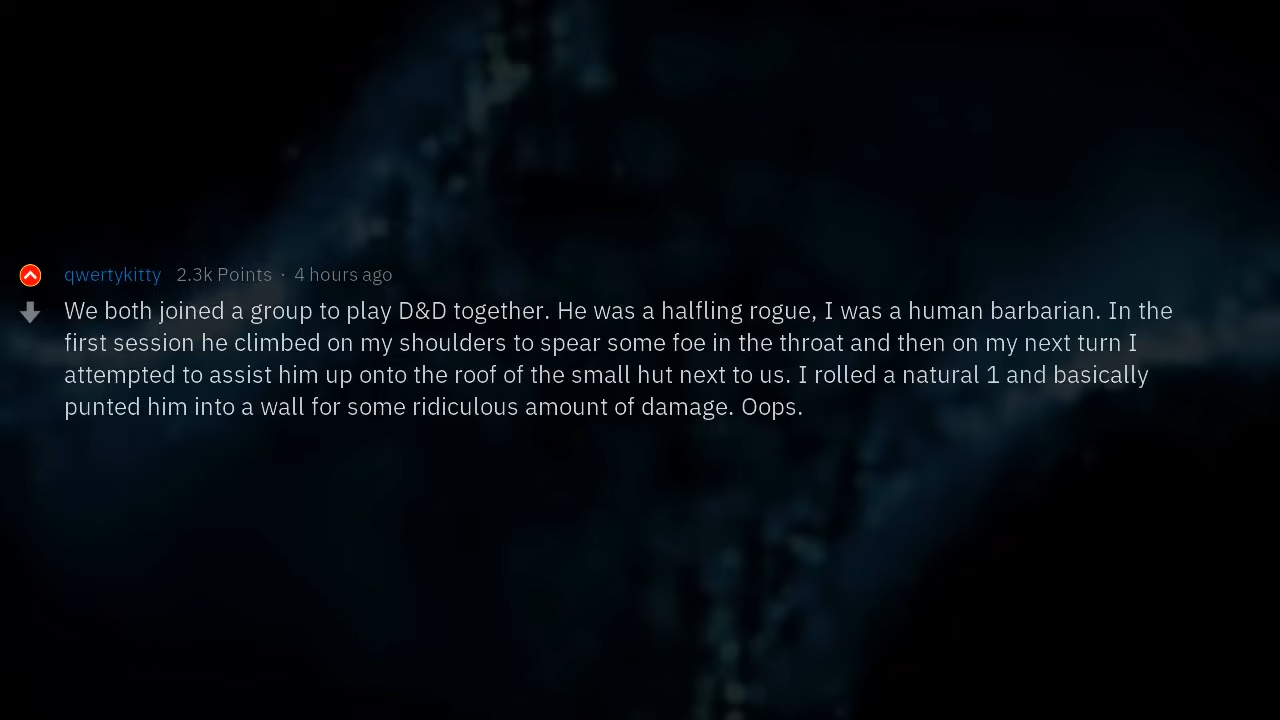 qwertykitty 2.3k Points · 4 hours ago
We both joined a group to play D&D together. He was a halfling rogue, I was a human barbarian. In the
first session he climbed on my shoulders to spear some foe in the throat and then on my next turn I
attempted to assist him up onto the roof of the small hut next to us. I rolled a natural 1 and basically
punted him into a wall for some ridiculous amount of damage. Oops.